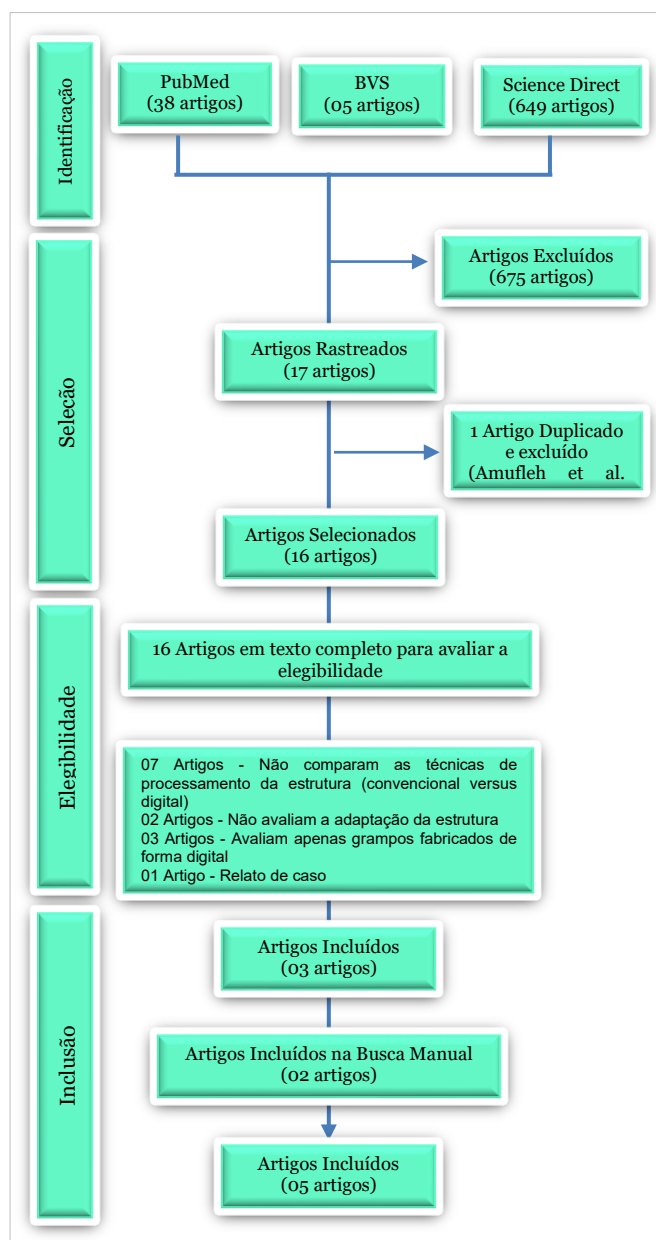 Identificação
PubMed
(38 artigos)
BVS
(05 artigos)
Science Direct
(649 artigos)
Seleção
Artigos Excluídos
(675 artigos)
Artigos Rastreados
(17 artigos)
1 Artigo Duplicado
e excluído
(Amufleh et al.
Artigos Selecionados
(16 artigos)
Elegibilidade
16 Artigos em texto completo para avaliar a
elegibilidade
07 Artigos - Não comparam as técnicas de
processamento da estrutura (convencional versus
digital)
02 Artigos - Não avaliam a adaptação da estrutura
03 Artigos - Avaliam apenas grampos fabricados de
forma digital
01 Artigo - Relato de caso
Inclusão
Artigos Incluídos
(03 artigos)
Artigos Incluídos na Busca Manual
(02 artigos)
Artigos Incluídos
(05 artigos)